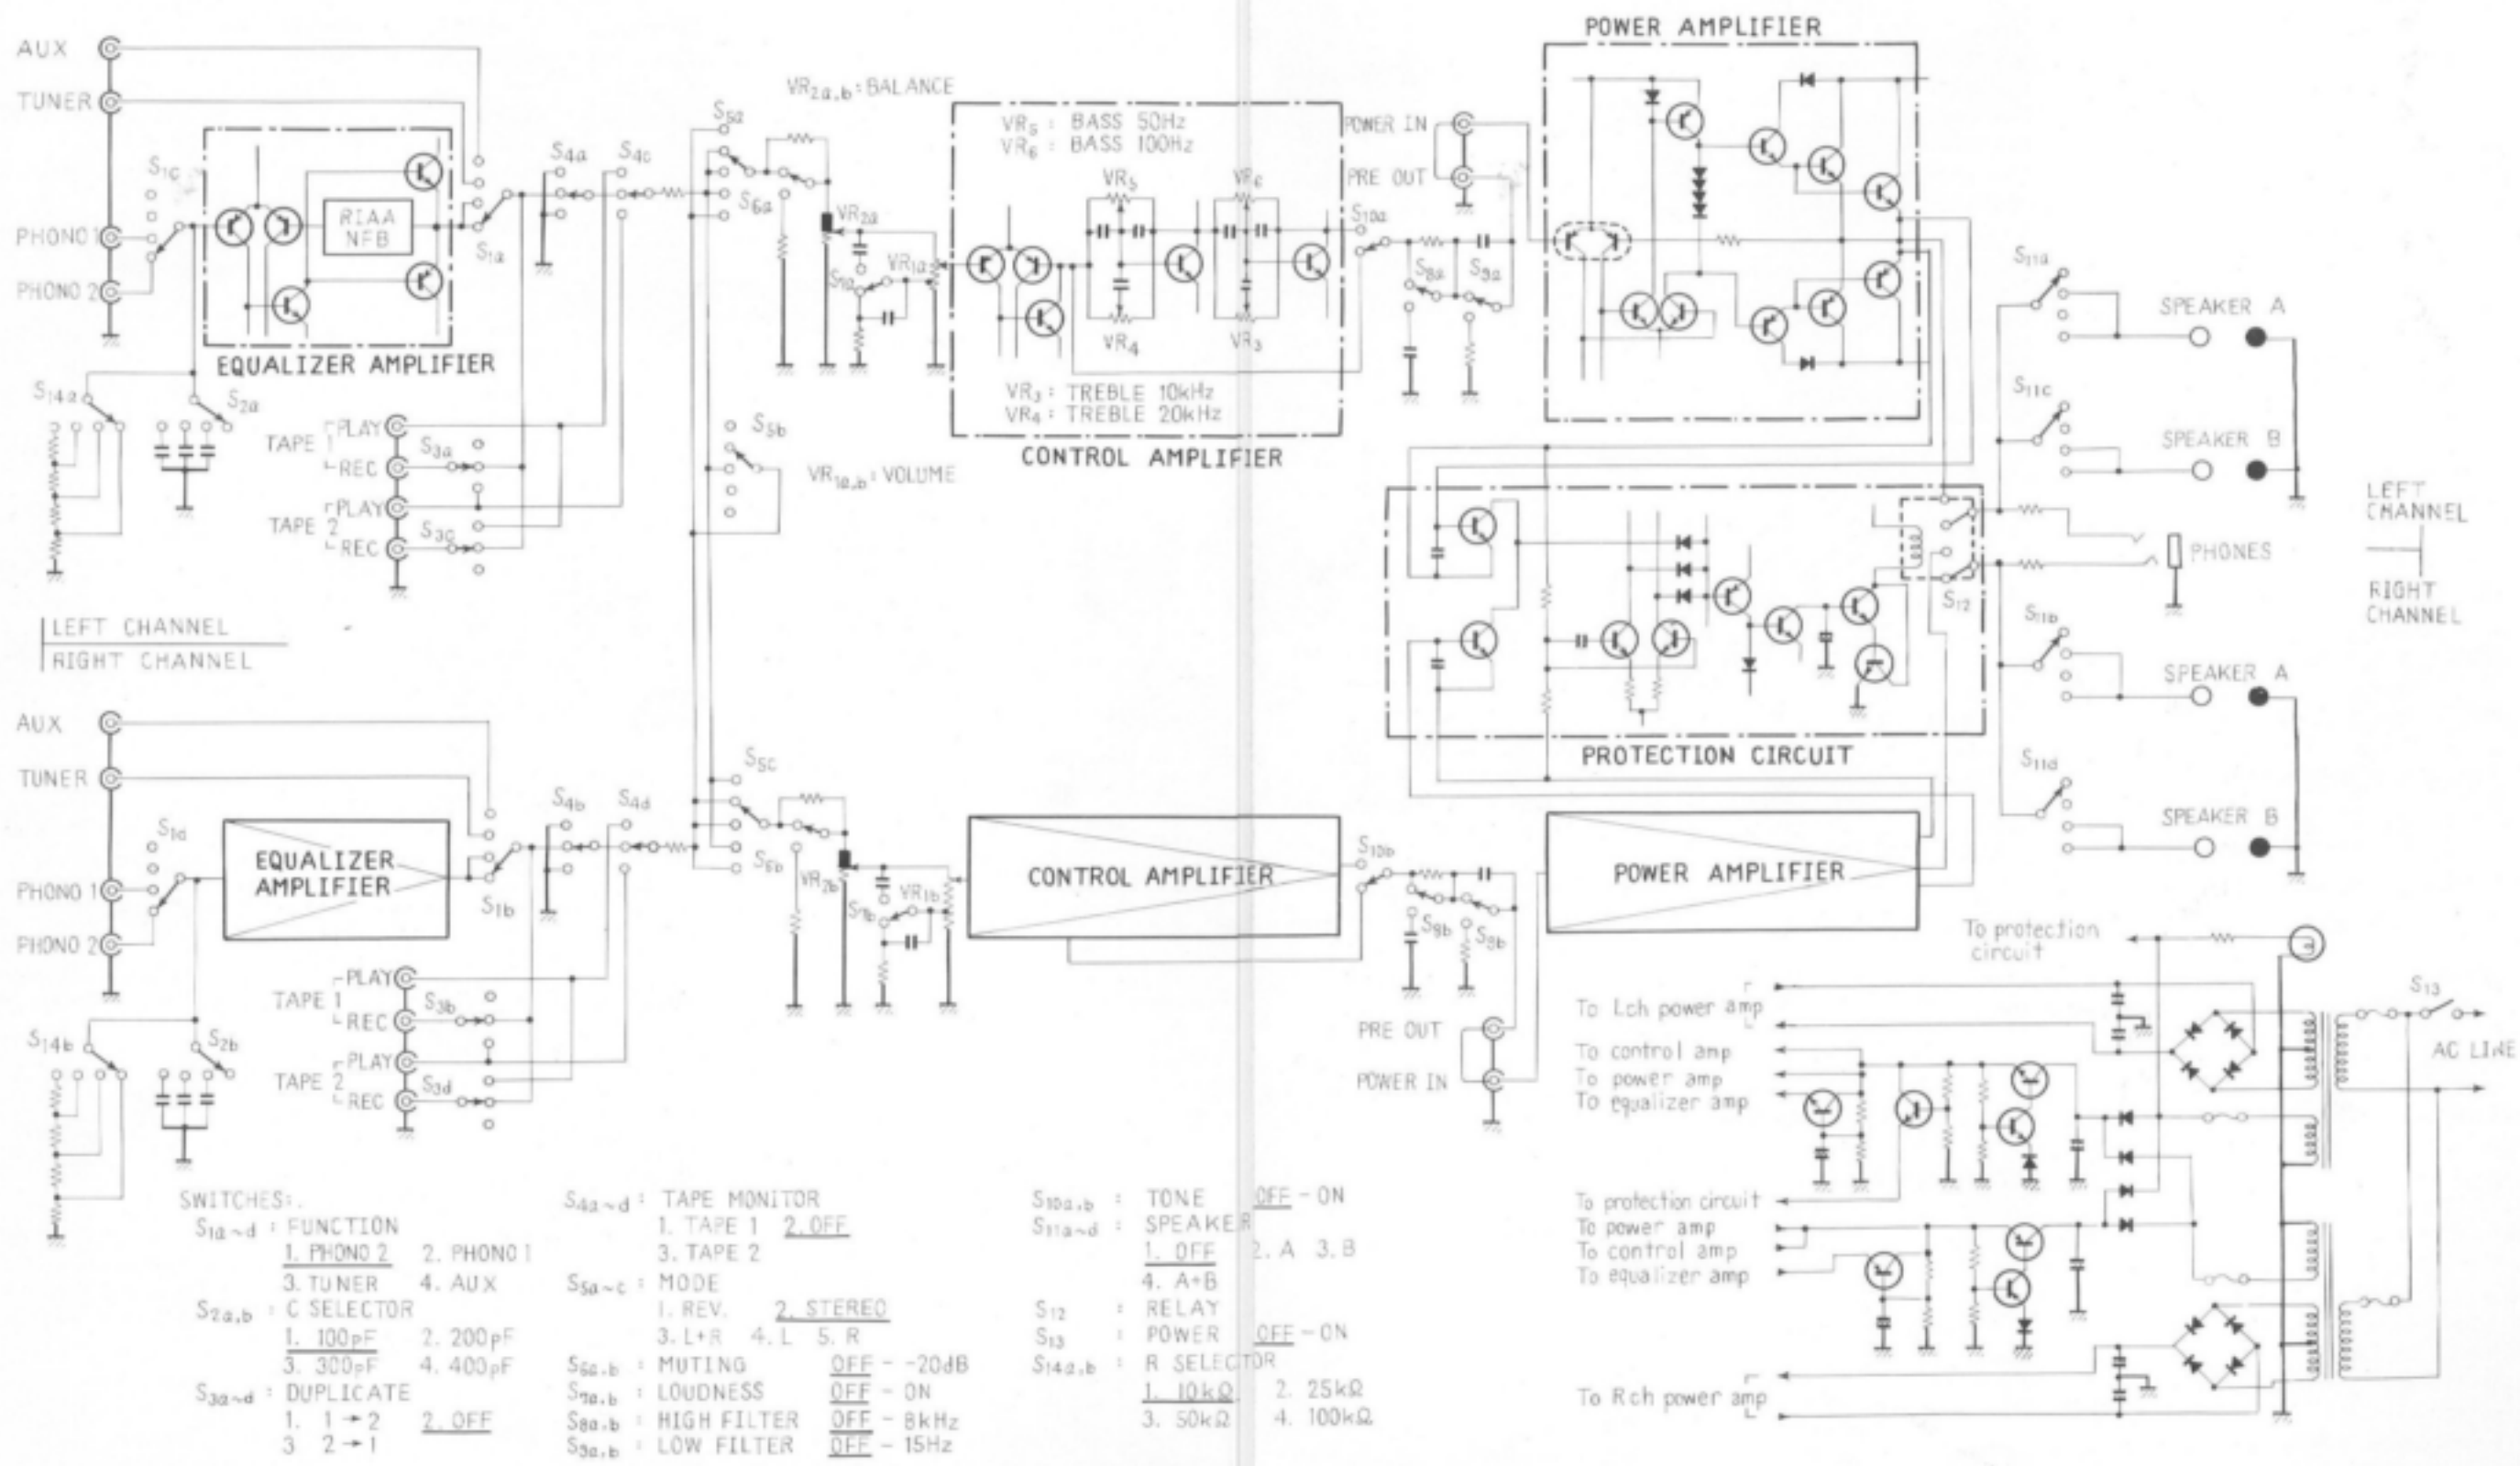 POWER AMPLIFIER
AUX
TUNER
PHONO 1
PHONO 2
S1c
RIAA
NFB
EQUALIZER AMPLIFIER
S1a
S4a
S4c
S14a
S2a
TAPE 1
PLAY
REC
S3a
TAPE 2
PLAY
REC
S3c
LEFT CHANNEL
RIGHT CHANNEL
S5a
S6a
VR2a,b : BALANCE
VR2a
VR1a
S5b
VR1a,b : VOLUME
VR5 : BASS 50Hz
VR6 : BASS 100Hz
VR5
VR6
VR4
VR3
VR3 : TREBLE 10kHz
VR4 : TREBLE 20kHz
CONTROL AMPLIFIER
POWER IN
PRE OUT
S10a
S8a
S9a
S11a
SPEAKER A
S11c
SPEAKER B
LEFT
CHANNEL
PHONES
RIGHT
CHANNEL
S12
S11b
SPEAKER A
S11d
SPEAKER B
PROTECTION CIRCUIT
AUX
TUNER
PHONO 1
PHONO 2
S1d
EQUALIZER
AMPLIFIER
S1b
S4b
S4d
S14b
S2b
TAPE 1
PLAY
REC
S3b
TAPE 2
PLAY
REC
S3d
S5c
S6b
VR2b
VR1b
S7b
CONTROL AMPLIFIER
S10b
S9b
PRE OUT
POWER IN
POWER AMPLIFIER
To protection
circuit
To Lch power amp
To control amp
To power amp
To equalizer amp
To protection circuit
To power amp
To control amp
To equalizer amp
To Rch power amp
S13
AC LINE
SWITCHES:
S1a~d : FUNCTION
1. PHONO 2 2. PHONO 1
3. TUNER 4. AUX
S2a,b : C SELECTOR
1. 100pF 2. 200pF
3. 300pF 4. 400pF
S3a~d : DUPLICATE
1. 1→2 2. OFF
3 2→1
S4a~d : TAPE MONITOR
1. TAPE 1 2. OFF
3. TAPE 2
S5a~c : MODE
1. REV. 2. STEREO
3. L+R 4. L 5. R
S6a,b : MUTING OFF - -20dB
S7a,b : LOUDNESS OFF - ON
S8a,b : HIGH FILTER OFF - 8kHz
S9a,b : LOW FILTER OFF - 15Hz
S10a,b : TONE OFF - ON
S11a~d : SPEAKER
1. OFF 2. A 3. B
4. A+B
S12 : RELAY
S13 : POWER OFF - ON
S14a,b : R SELECTOR
1. 10kΩ 2. 25kΩ
3. 50kΩ 4. 100kΩ